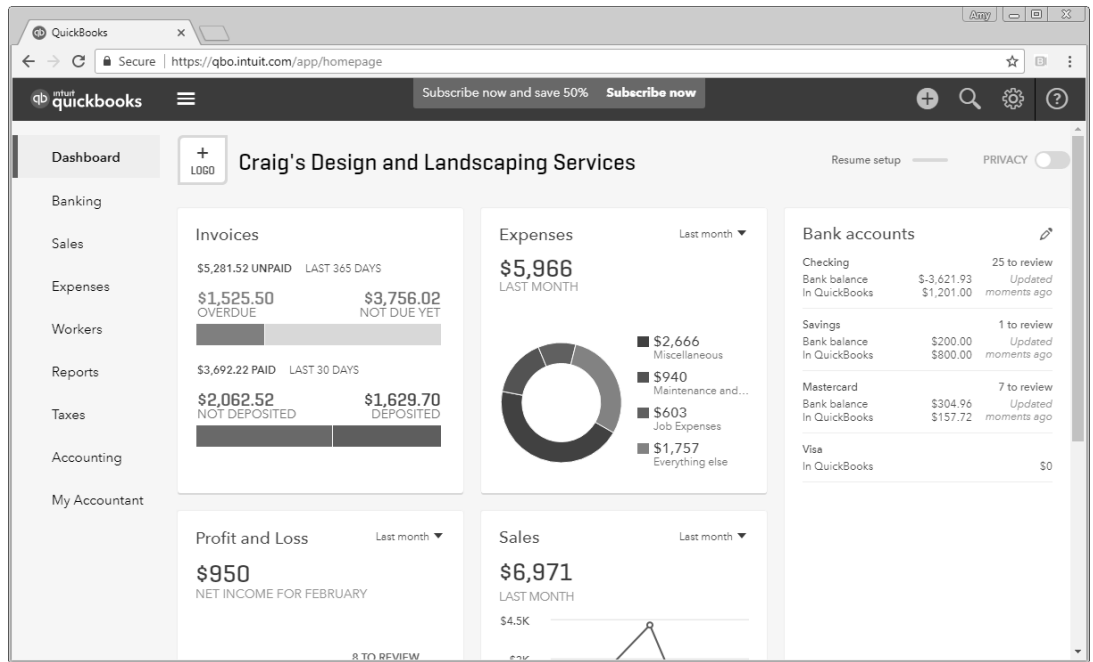 Amy
QuickBooks
Secure https://qbo.intuit.com/app/homepage
qb intuit quickbooks
Subscribe now and save 50% Subscribe now
Dashboard
Banking
Sales
Expenses
Workers
Reports
Taxes
Accounting
My Accountant
+ LOGO
Craig's Design and Landscaping Services
Resume setup
PRIVACY
Invoices
$5,281.52 UNPAID LAST 365 DAYS
$1,525.50 $3,756.02
OVERDUE NOT DUE YET
$3,692.22 PAID LAST 30 DAYS
$2,062.52 $1,629.70
NOT DEPOSITED DEPOSITED
Expenses Last month
$5,966
LAST MONTH
$2,666
Miscellaneous
$940
Maintenance and...
$603
Job Expenses
$1,757
Everything else
Bank accounts
Checking 25 to review
Bank balance $-3,621.93 Updated
In QuickBooks $1,201.00 moments ago
Savings 1 to review
Bank balance $200.00 Updated
In QuickBooks $800.00 moments ago
Mastercard 7 to review
Bank balance $304.96 Updated
In QuickBooks $157.72 moments ago
Visa
In QuickBooks $0
Profit and Loss Last month
$950
NET INCOME FOR FEBRUARY
8 TO REVIEW
Sales Last month
$6,971
LAST MONTH
$4.5K
$3K